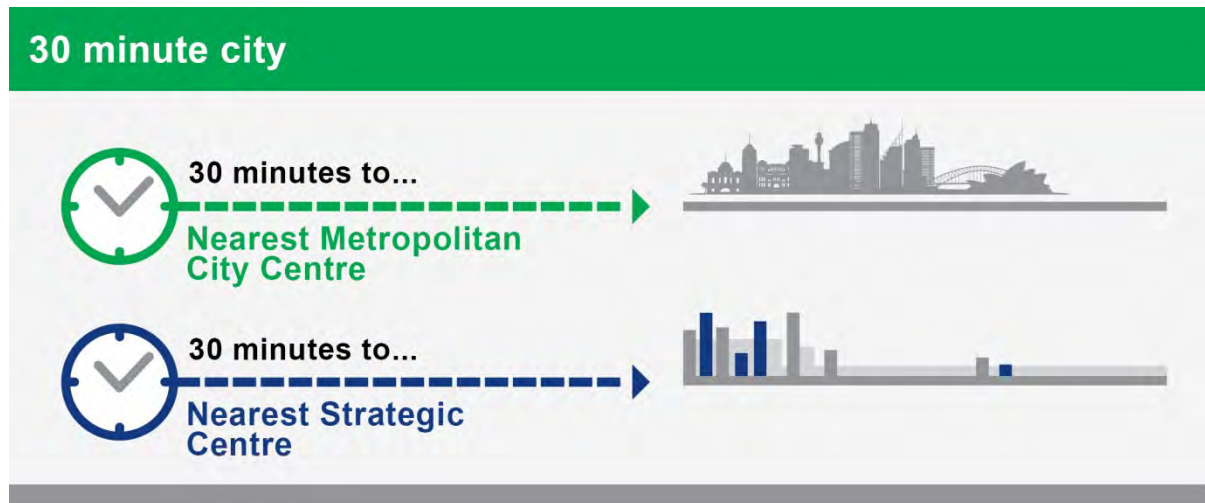 30 minute city
30 minutes to...
Nearest Metropolitan
City Centre
30 minutes to...
Nearest Strategic
Centre